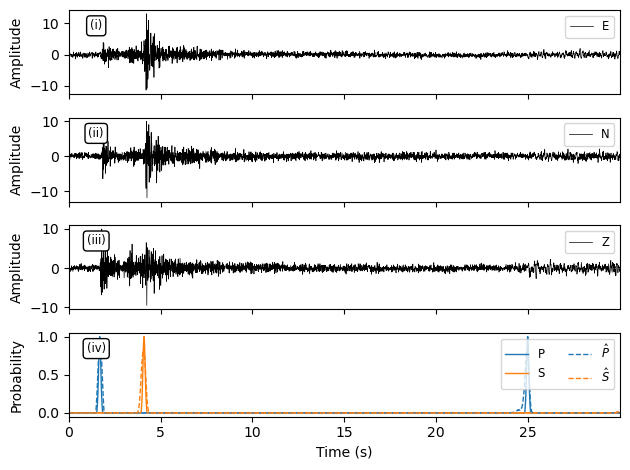 Amplitude
10
0
−10
(i)
E
Amplitude
10
0
−10
(ii)
N
Amplitude
10
0
−10
(iii)
Z
Probability
1.0
0.5
0.0
(iv)
P
S
P̂
Ŝ
0 5 10 15 20 25
Time (s)